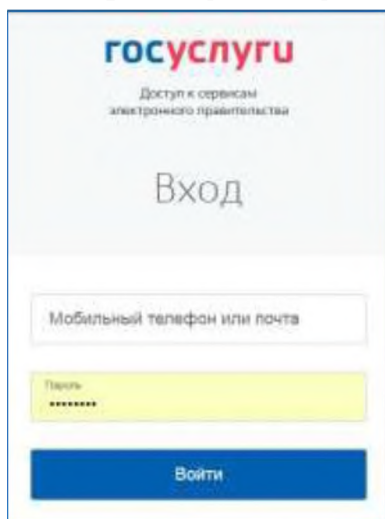 госуслуги
Доступ к сервисам
электронного правительства
Вход
Мобильный телефон или почта
Пароль
••••••••
Войти